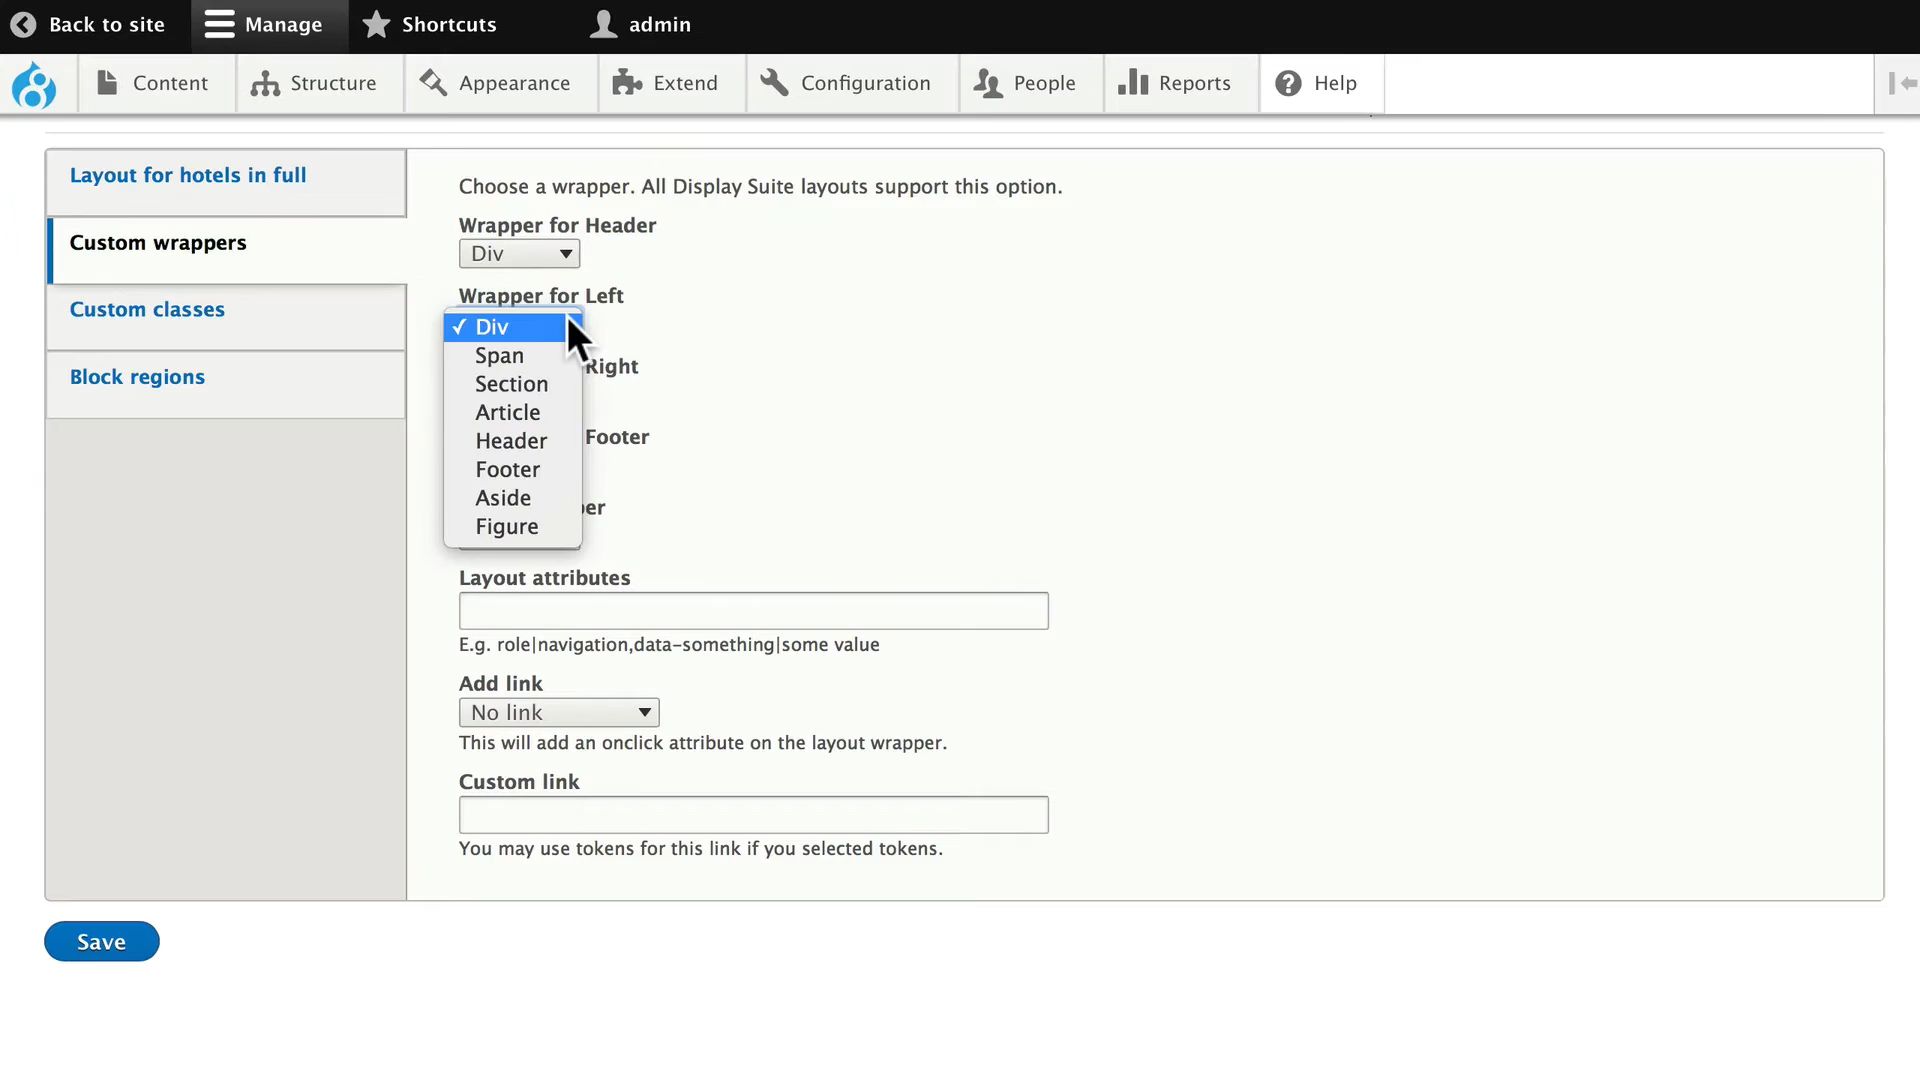 Back to site Manage Shortcuts admin
Content Structure Appearance Extend Configuration People Reports Help
Layout for hotels in full
Custom wrappers
Custom classes
Block regions
Choose a wrapper. All Display Suite layouts support this option.
Wrapper for Header
Div
Wrapper for Left
✓ Div
Span
Section
Article
Header
Footer
Aside
Figure
Right
Footer
per
Layout attributes
E.g. role|navigation,data-something|some value
Add link
No link
This will add an onclick attribute on the layout wrapper.
Custom link
You may use tokens for this link if you selected tokens.
Save